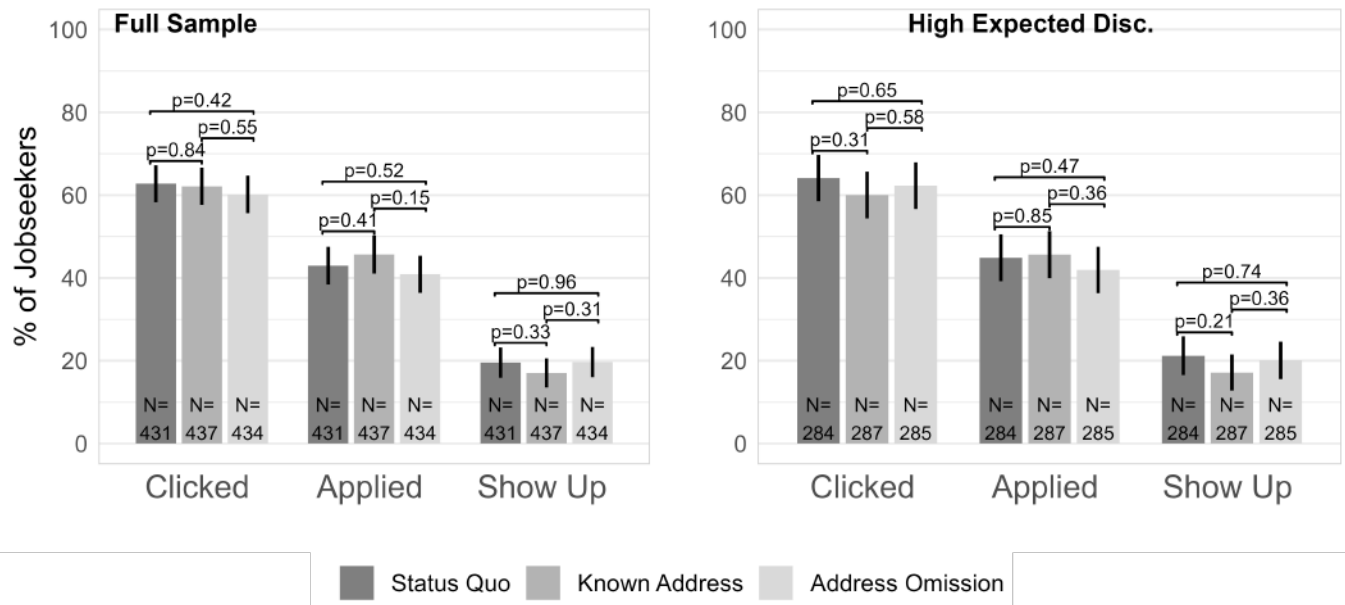 Full Sample
% of Jobseekers
100
80
60
40
20
0
p=0.42
p=0.55
p=0.84
p=0.52
p=0.15
p=0.41
p=0.96
p=0.31
p=0.33
N= N= N= N= N= N= N= N= N=
431 437 434 431 437 434 431 437 434
Clicked Applied Show Up
High Expected Disc.
100
80
60
40
20
0
p=0.65
p=0.58
p=0.31
p=0.47
p=0.36
p=0.85
p=0.74
p=0.36
p=0.21
N= N= N= N= N= N= N= N= N=
284 287 285 284 287 285 284 287 285
Clicked Applied Show Up
Status Quo Known Address Address Omission